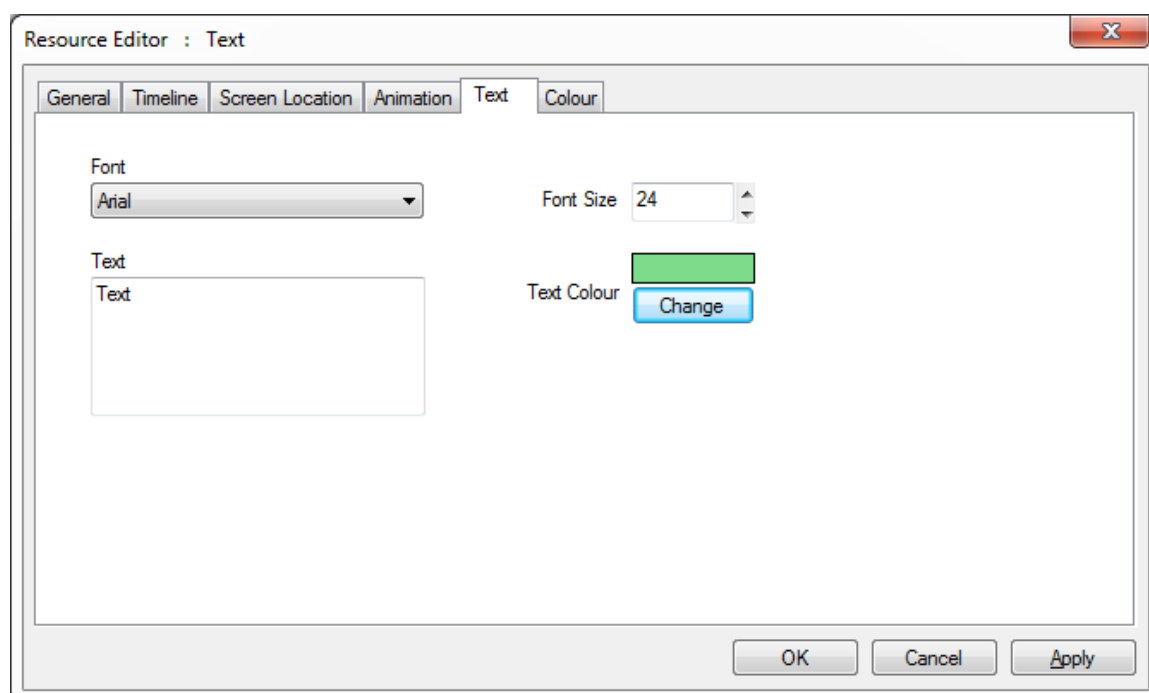 Resource Editor : Text
General Timeline Screen Location Animation Text Colour
Font
Arial
Font Size 24
Text
Text
Text Colour
Change
OK Cancel Apply